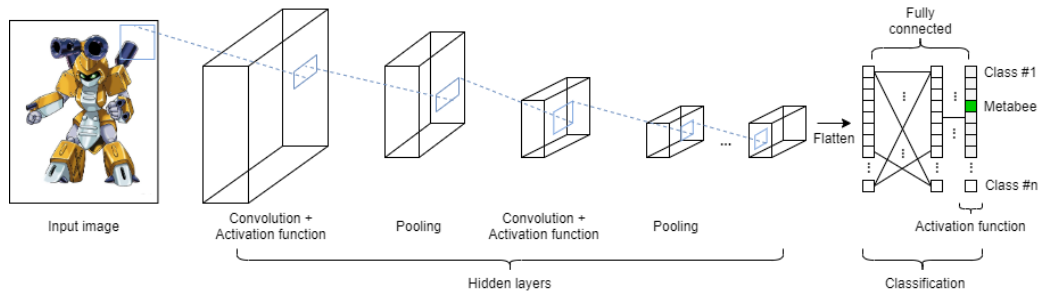 Fully
connected
Class #1
Metabee
...
Flatten
Class #n
Input image
Convolution +
Activation function
Pooling
Convolution +
Activation function
Pooling
Activation function
Hidden layers
Classification